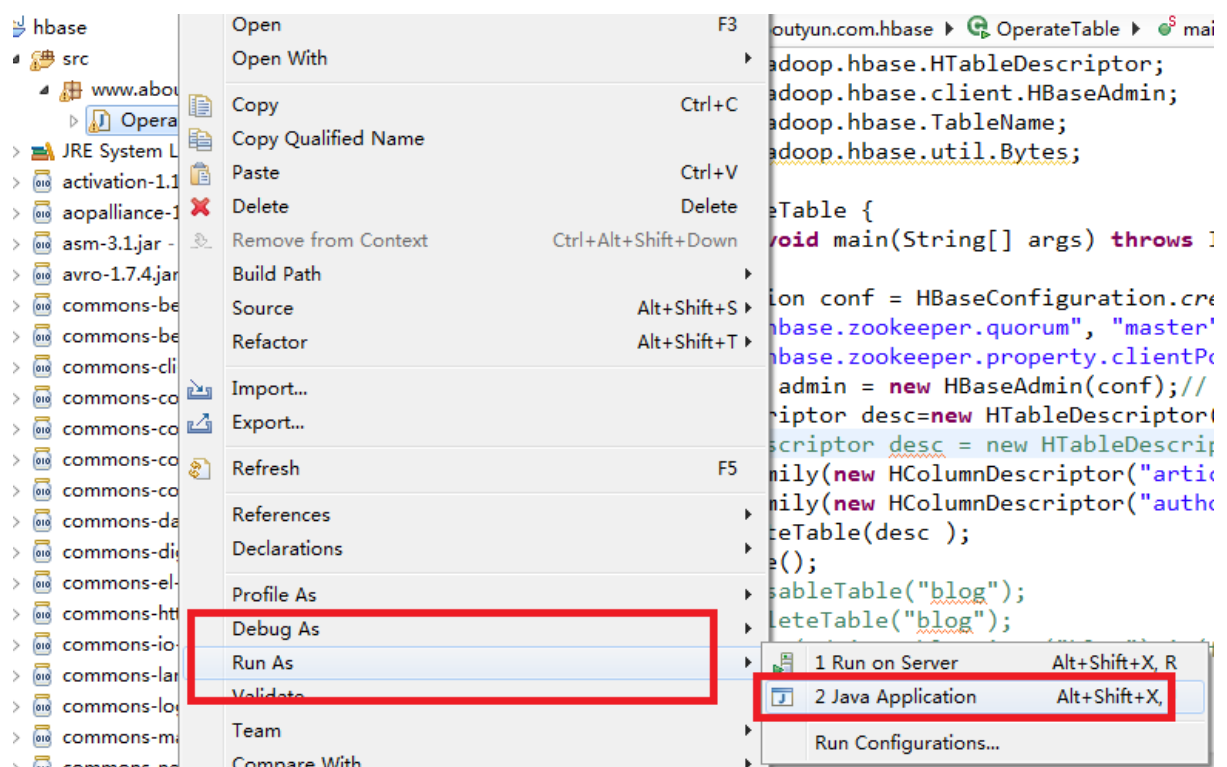 hbase
src
www.abou
Opera
JRE System L
activation-1.1
aopalliance-1
asm-3.1.jar -
avro-1.7.4.jar
commons-be
commons-be
commons-cli
commons-co
commons-co
commons-co
commons-co
commons-da
commons-dig
commons-el-
commons-htt
commons-io-
commons-lan
commons-log
commons-ma
Open F3
Open With
Copy Ctrl+C
Copy Qualified Name
Paste Ctrl+V
Delete Delete
Remove from Context Ctrl+Alt+Shift+Down
Build Path
Source Alt+Shift+S
Refactor Alt+Shift+T
Import...
Export...
Refresh F5
References
Declarations
Profile As
Debug As
Run As
Validate
Team
Compare With
1 Run on Server Alt+Shift+X, R
2 Java Application Alt+Shift+X,
Run Configurations...
outyun.com.hbase OperateTable mai
adoop.hbase.HTableDescriptor;
adoop.hbase.client.HBaseAdmin;
adoop.hbase.TableName;
adoop.hbase.util.Bytes;
eTable {
void main(String[] args) throws I
ion conf = HBaseConfiguration.cre
hbase.zookeeper.quorum", "master"
hbase.zookeeper.property.clientPo
admin = new HBaseAdmin(conf);//
riptor desc=new HTableDescriptor(
scriptor desc = new HTableDescrip
mily(new HColumnDescriptor("artic
mily(new HColumnDescriptor("autho
teTable(desc );
e();
sableTable("blog");
leteTable("blog");